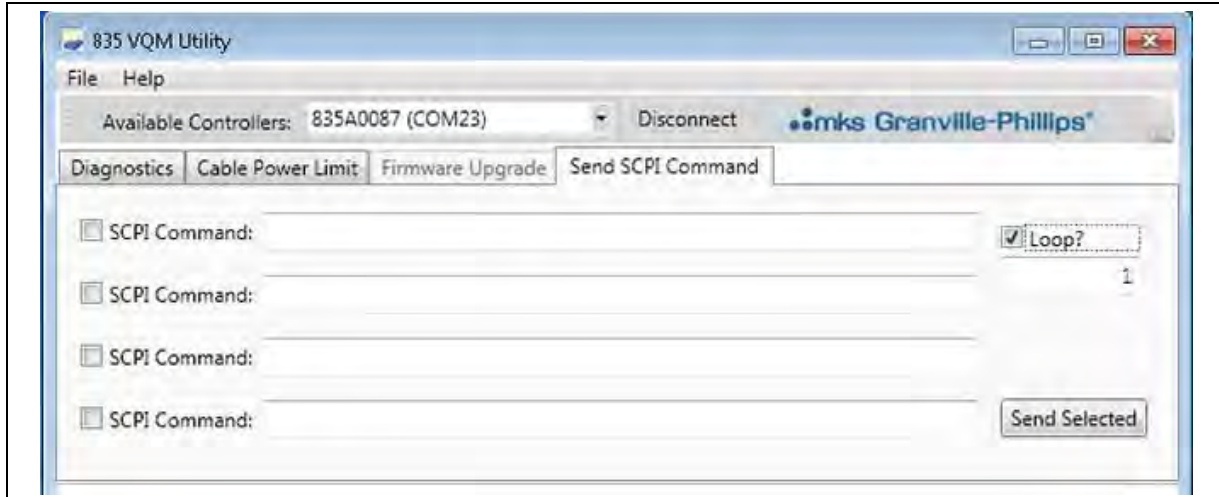 835 VQM Utility
File Help
Available Controllers: 835A0087 (COM23) Disconnect mks Granville-Phillips®
Diagnostics Cable Power Limit Firmware Upgrade Send SCPI Command
SCPI Command: Loop?
1
SCPI Command:
SCPI Command:
SCPI Command: Send Selected